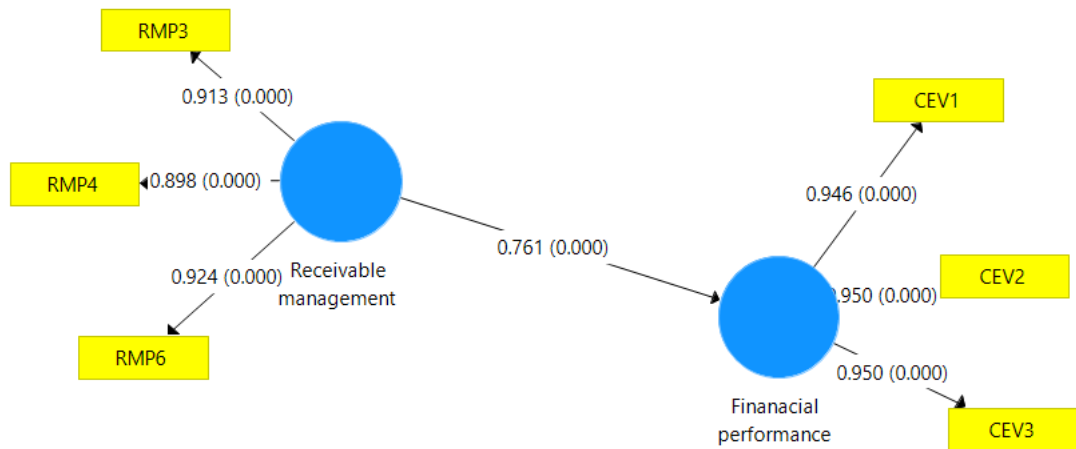 RMP3
0.913 (0.000)
RMP4
0.898 (0.000)
0.924 (0.000)
RMP6
Receivable
management
0.761 (0.000)
CEV1
0.946 (0.000)
0.950 (0.000)
CEV2
0.950 (0.000)
CEV3
Finanacial
performance